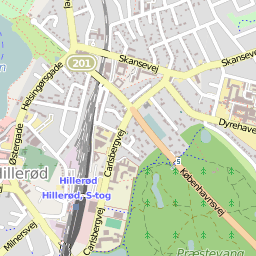 Skansevej
Skansevej
201
Helsingørsgade
Østergade
Carlsbergvej
Dyrehave
Københavnsvej
5
Hillerød
Hillerød
Hillerød, S-tog
Milnersvej
Carlsbergvej
Præstevang